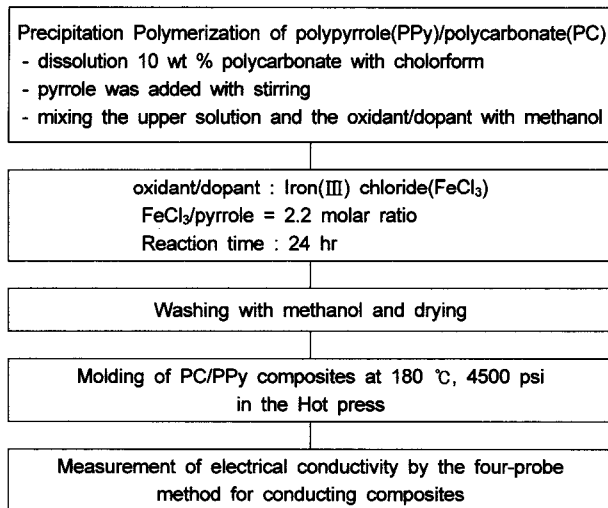 Precipitation Polymerization of polypyrrole(PPy)/polycarbonate(PC)
- dissolution 10 wt % polycarbonate with cholorform
- pyrrole was added with stirring
- mixing the upper solution and the oxidant/dopant with methanol
oxidant/dopant : Iron(Ⅲ) chloride(FeCl₃)
FeCl₃/pyrrole = 2.2 molar ratio
Reaction time : 24 hr
Washing with methanol and drying
Molding of PC/PPy composites at 180 ℃, 4500 psi
in the Hot press
Measurement of electrical conductivity by the four-probe
method for conducting composites